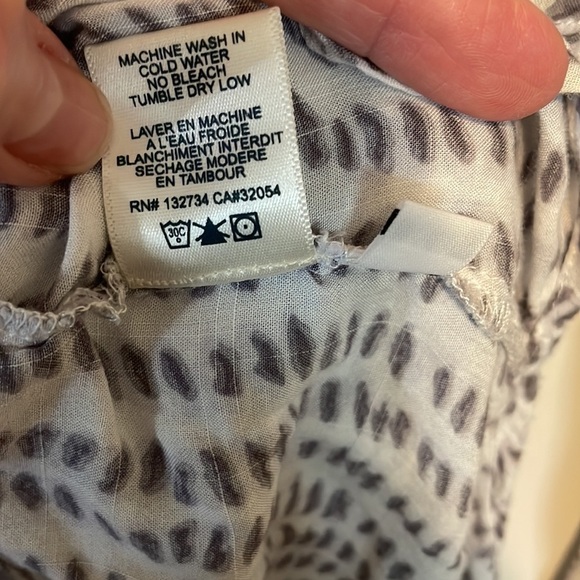 MACHINE WASH IN
COLD WATER
NO BLEACH
TUMBLE DRY LOW
LAVER EN MACHINE
A L'EAU FROIDE
BLANCHIMENT INTERDIT
SECHAGE MODERE
EN TAMBOUR
RN# 132734 CA#32054
30C